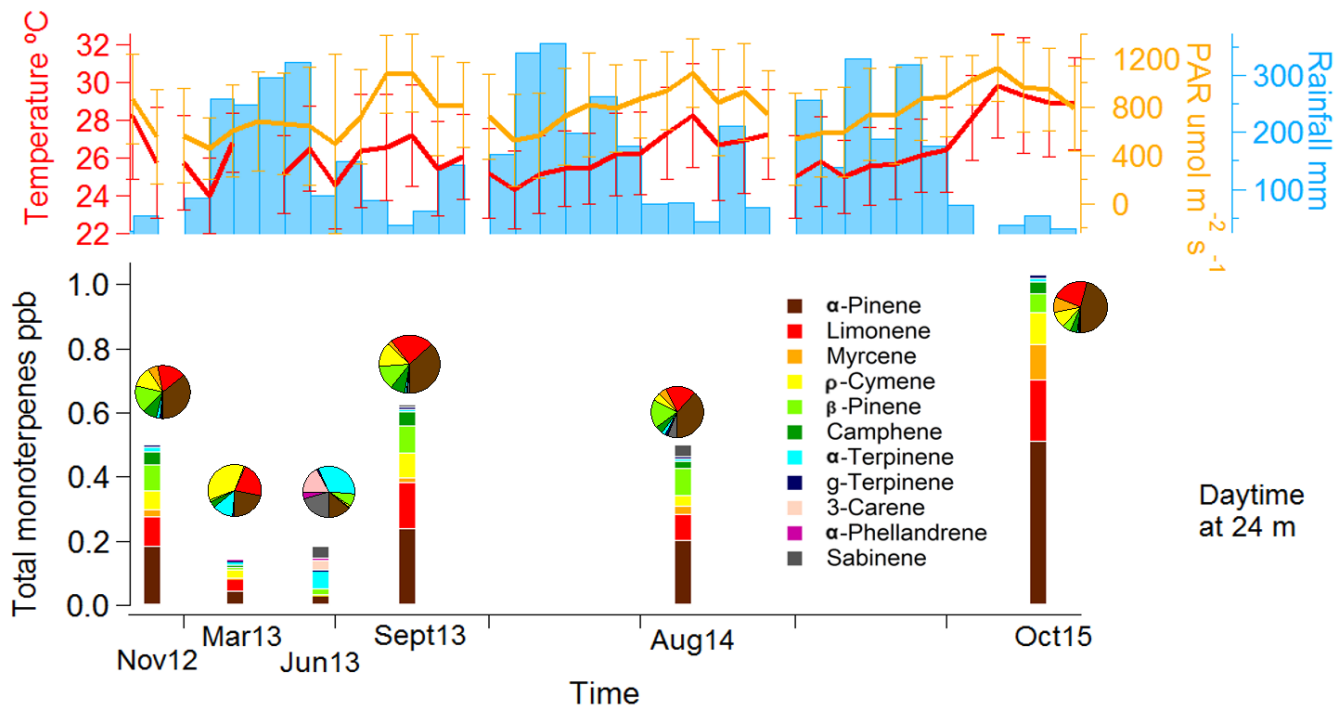 Temperature ºC
32
30
28
26
24
22
1200
800
400
0
PAR umol m⁻² s⁻¹
300
200
100
Rainfall mm
Total monoterpenes ppb
1.0
0.8
0.6
0.4
0.2
0.0
α-Pinene
Limonene
Myrcene
ρ-Cymene
β-Pinene
Camphene
α-Terpinene
g-Terpinene
3-Carene
α-Phellandrene
Sabinene
Daytime
at 24 m
Nov12
Mar13
Jun13
Sept13
Aug14
Oct15
Time